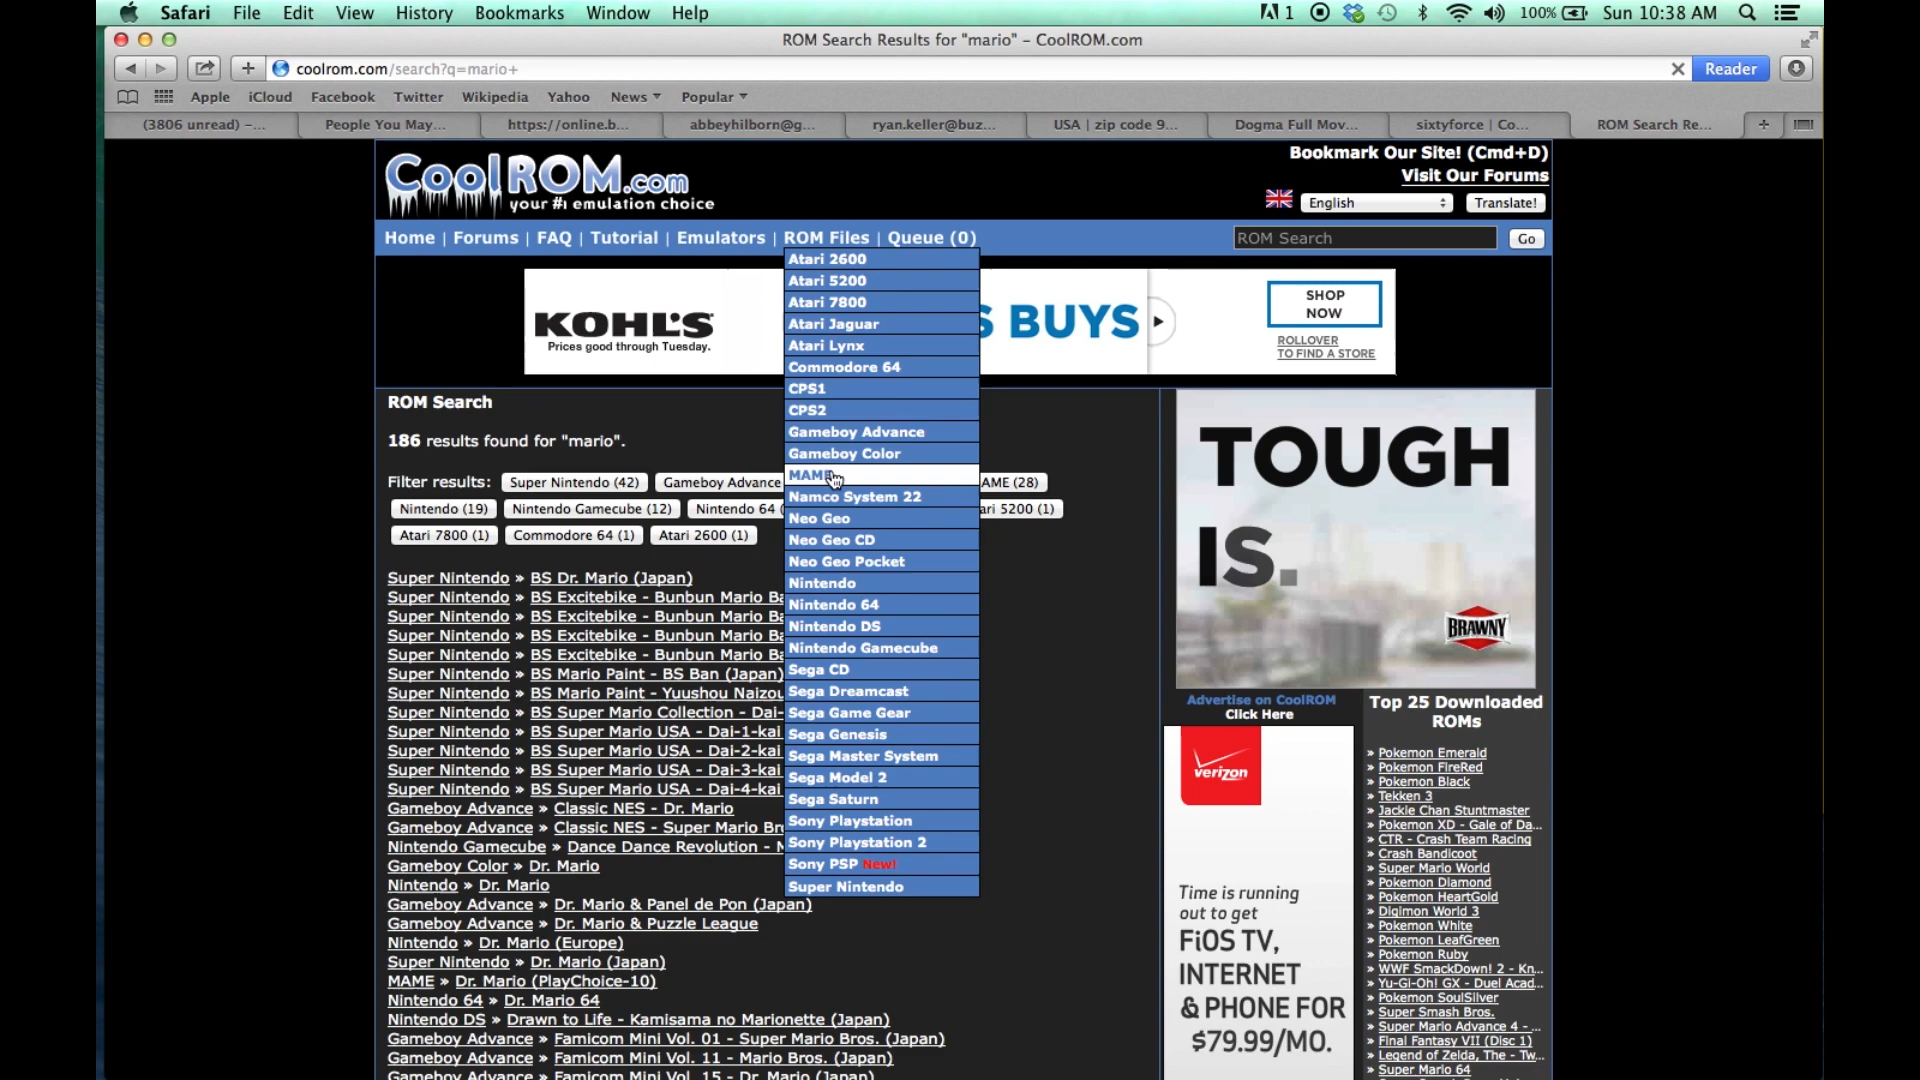 Safari File Edit View History Bookmarks Window Help 1 100% Sun 10:38 AM
ROM Search Results for "mario" – CoolROM.com
coolrom.com/search?q=mario+ Reader
Apple iCloud Facebook Twitter Wikipedia Yahoo News Popular
(3806 unread) –... People You May... https://online.b... abbeyhilborn@g... ryan.keller@buz... USA | zip code 9... Dogma Full Mov... sixtyforce | Co... ROM Search Re...
CoolROM.com
your #1 emulation choice
Bookmark Our Site! (Cmd+D)
Visit Our Forums
English Translate!
Home | Forums | FAQ | Tutorial | Emulators | ROM Files | Queue (0) ROM Search Go
Atari 2600
Atari 5200
Atari 7800
Atari Jaguar
Atari Lynx
Commodore 64
CPS1
CPS2
Gameboy Advance
Gameboy Color
MAME
Namco System 22
Neo Geo
Neo Geo CD
Neo Geo Pocket
Nintendo
Nintendo 64
Nintendo DS
Nintendo Gamecube
Sega CD
Sega Dreamcast
Sega Game Gear
Sega Genesis
Sega Master System
Sega Model 2
Sega Saturn
Sony Playstation
Sony Playstation 2
Sony PSP New!
Super Nintendo
KOHL'S
Prices good through Tuesday.
S BUYS
SHOP
NOW
ROLLOVER
TO FIND A STORE
ROM Search
186 results found for "mario".
Filter results: Super Nintendo (42) Gameboy Advance AME (28)
Nintendo (19) Nintendo Gamecube (12) Nintendo 64 ( ari 5200 (1)
Atari 7800 (1) Commodore 64 (1) Atari 2600 (1)
Super Nintendo » BS Dr. Mario (Japan)
Super Nintendo » BS Excitebike - Bunbun Mario Ba
Super Nintendo » BS Excitebike - Bunbun Mario Ba
Super Nintendo » BS Excitebike - Bunbun Mario Ba
Super Nintendo » BS Excitebike - Bunbun Mario Ba
Super Nintendo » BS Mario Paint - BS Ban (Japan)
Super Nintendo » BS Mario Paint - Yuushou Naizou
Super Nintendo » BS Super Mario Collection - Dai-
Super Nintendo » BS Super Mario USA - Dai-1-kai
Super Nintendo » BS Super Mario USA - Dai-2-kai
Super Nintendo » BS Super Mario USA - Dai-3-kai
Super Nintendo » BS Super Mario USA - Dai-4-kai
Gameboy Advance » Classic NES - Dr. Mario
Gameboy Advance » Classic NES - Super Mario Br
Nintendo Gamecube » Dance Dance Revolution - M
Gameboy Color » Dr. Mario
Nintendo » Dr. Mario
Gameboy Advance » Dr. Mario & Panel de Pon (Japan)
Gameboy Advance » Dr. Mario & Puzzle League
Nintendo » Dr. Mario (Europe)
Super Nintendo » Dr. Mario (Japan)
MAME » Dr. Mario (PlayChoice-10)
Nintendo 64 » Dr. Mario 64
Nintendo DS » Drawn to Life - Kamisama no Marionette (Japan)
Gameboy Advance » Famicom Mini Vol. 01 - Super Mario Bros. (Japan)
Gameboy Advance » Famicom Mini Vol. 11 - Mario Bros. (Japan)
Gameboy Advance » Famicom Mini Vol. 15 - Dr. Mario (Japan)
TOUGH
IS.
BRAWNY
Advertise on CoolROM
Click Here
verizon
Time is running
out to get
FiOS TV,
INTERNET
& PHONE FOR
$79.99/MO.
Top 25 Downloaded
ROMs
» Pokemon Emerald
» Pokemon FireRed
» Pokemon Black
» Tekken 3
» Jackie Chan Stuntmaster
» Pokemon XD - Gale of Da...
» CTR - Crash Team Racing
» Crash Bandicoot
» Super Mario World
» Pokemon Diamond
» Pokemon HeartGold
» Digimon World 3
» Pokemon White
» Pokemon LeafGreen
» Pokemon Ruby
» WWF SmackDown! 2 - Kn...
» Yu-Gi-Oh! GX - Duel Acad...
» Pokemon SoulSilver
» Super Smash Bros.
» Super Mario Advance 4 - ...
» Final Fantasy VII (Disc 1)
» Legend of Zelda, The - Tw...
» Super Mario 64